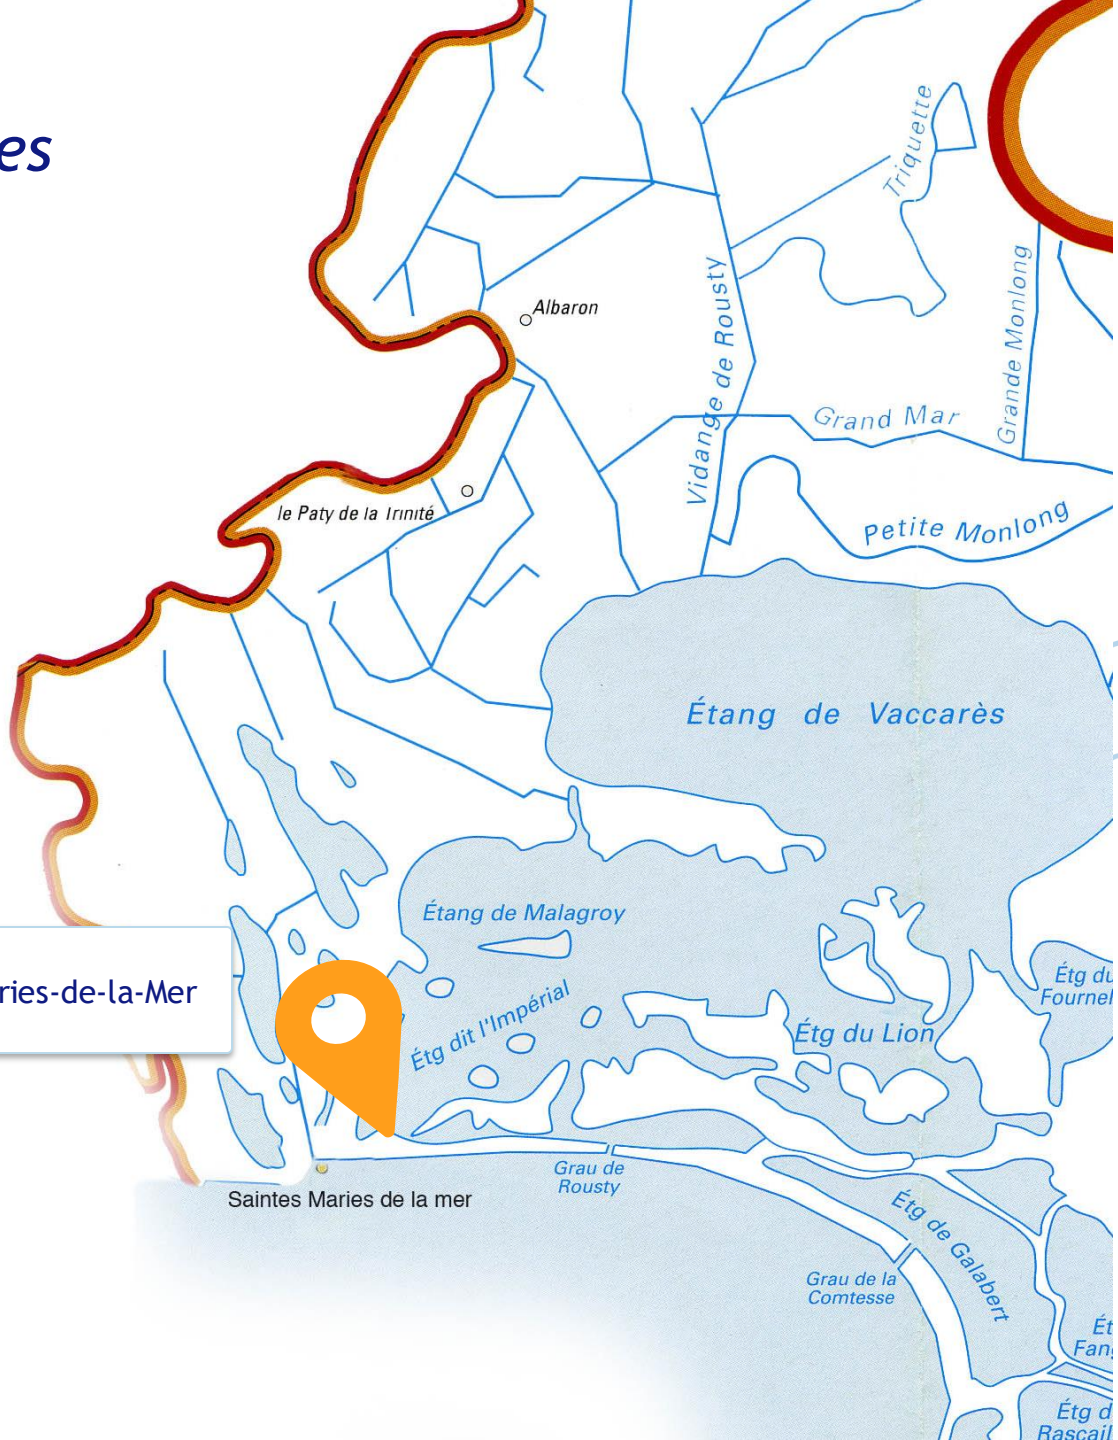 es
Triquette
Albaron
Vidange de Rousty
Grande Monlong
Grand Mar
le Paty de la Irinité
Petite Monlong
Étang de Vaccarès
Étang de Malagroy
Étg du
Fournel
ries-de-la-Mer
Étg dit l'Impérial
Étg du Lion
Grau de
Rousty
Saintes Maries de la mer
Étg de Galabert
Grau de la
Comtesse
Ét
Fang
Étg d
Rascail